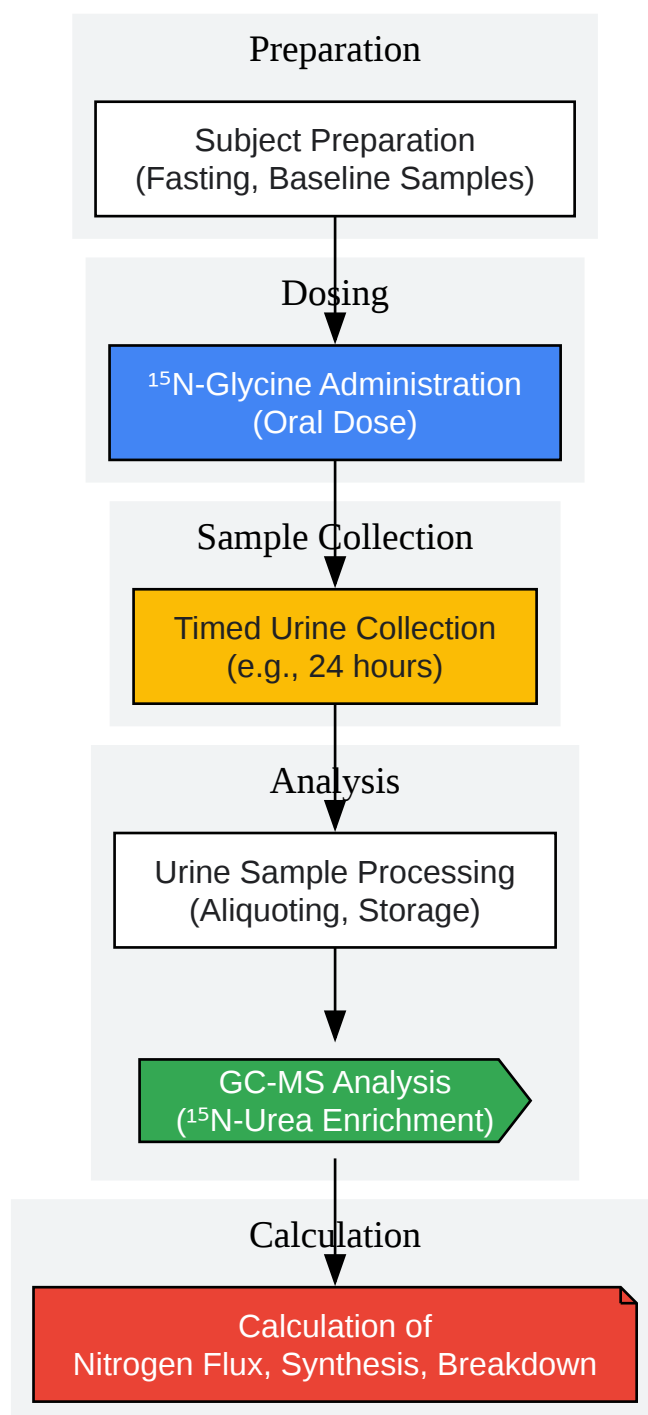 Preparation
Subject Preparation
(Fasting, Baseline Samples)
Dosing
¹⁵N-Glycine Administration
(Oral Dose)
Sample Collection
Timed Urine Collection
(e.g., 24 hours)
Analysis
Urine Sample Processing
(Aliquoting, Storage)
GC-MS Analysis
(¹⁵N-Urea Enrichment)
Calculation
Calculation of
Nitrogen Flux, Synthesis, Breakdown